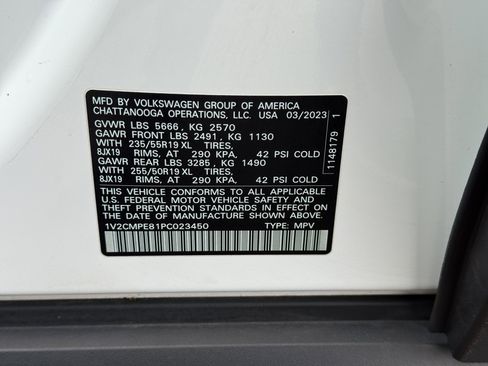 MFD BY VOLKSWAGEN GROUP OF AMERICA
CHATTANOOGA OPERATIONS, LLC. USA 03/2023
GVWR LBS 5666, KG 2570
GAWR FRONT LBS 2491, KG 1130
WITH 235/55R19 XL TIRES,
8JX19 RIMS, AT 290 KPA, 42 PSI COLD
GAWR REAR LBS 3285, KG 1490
WITH 255/50R19 XL TIRES,
8JX19 RIMS, AT 290 KPA, 42 PSI COLD
THIS VEHICLE CONFORMS TO ALL APPLICABLE
U.S. FEDERAL MOTOR VEHICLE SAFETY AND
THEFT PREVENTION STANDARDS IN EFFECT ON
THE DATE OF MANUFACTURE SHOWN ABOVE.
1V2CMPE81PC023450 TYPE: MPV
1148179 1